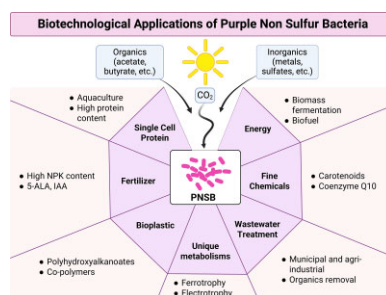 Biotechnological Applications of Purple Non Sulfur Bacteria
Organics
(acetate,
butyrate, etc.)
Inorganics
(metals,
sulfates, etc.)
CO₂
• Aquaculture
• High protein
content
Single Cell
Protein
Energy
• Biomass
fermentation
• Biofuel
• High NPK content
• 5-ALA, IAA
Fertilizer
PNSB
Fine
Chemicals
• Carotenoids
• Coenzyme Q10
Bioplastic
Unique
metabolisms
Wastewater
Treatment
• Polyhydroxyalkanoates
• Co-polymers
• Ferrotrophy
• Electrotrophy
• Municipal and agri-
industrial
• Organics removal